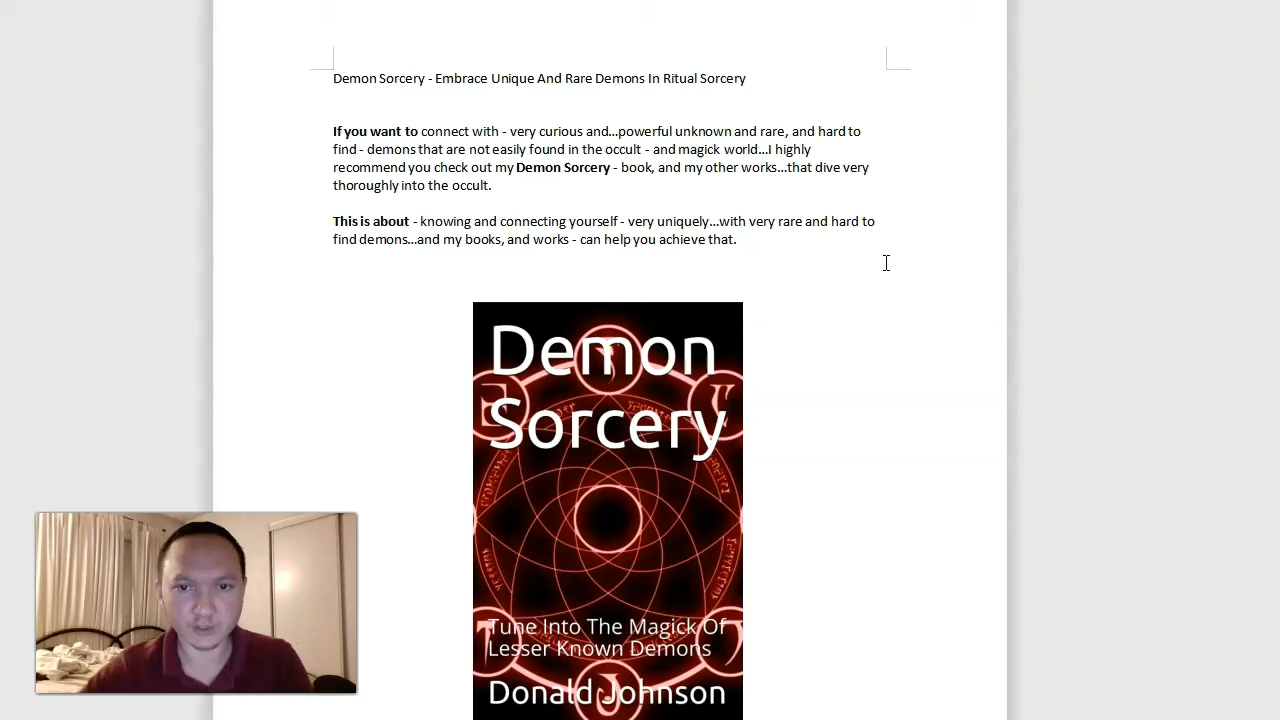 Demon Sorcery - Embrace Unique And Rare Demons In Ritual Sorcery
If you want to connect with - very curious and...powerful unknown and rare, and hard to
find - demons that are not easily found in the occult - and magick world...I highly
recommend you check out my Demon Sorcery - book, and my other works...that dive very
thoroughly into the occult.
This is about - knowing and connecting yourself - very uniquely...with very rare and hard to
find demons...and my books, and works - can help you achieve that.
Demon
Sorcery
Tune Into The Magick Of
Lesser Known Demons
Donald Johnson